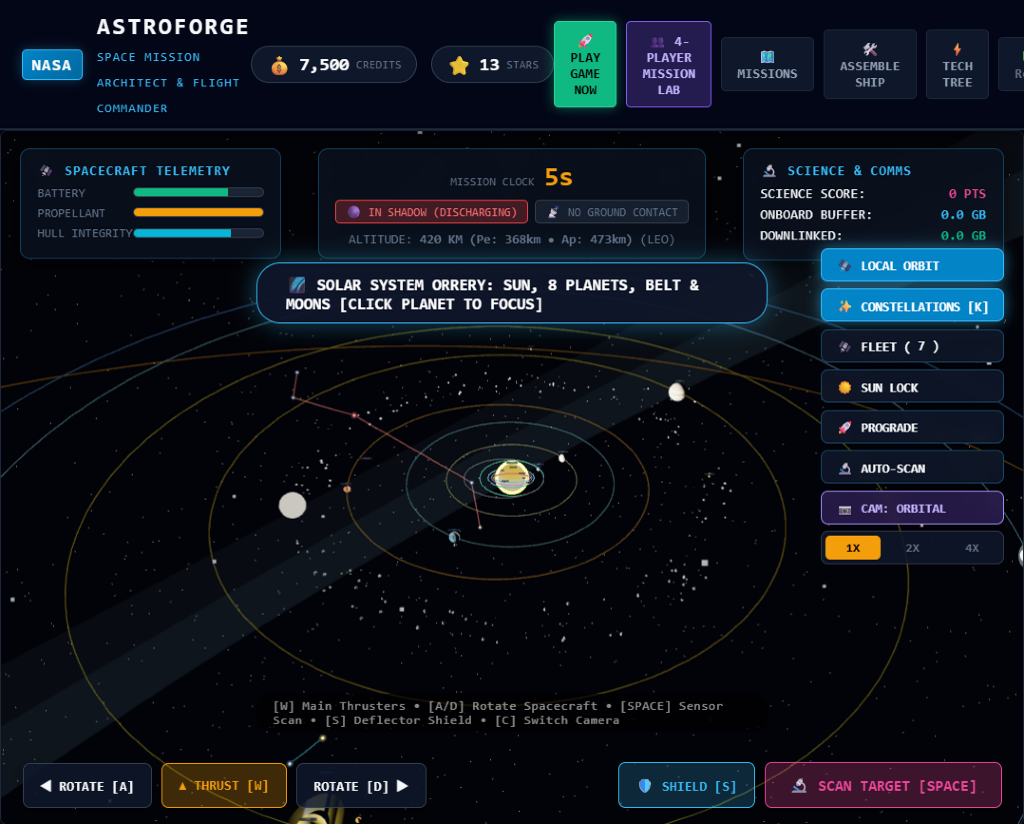 NASA
ASTROFORGE
SPACE MISSION
ARCHITECT & FLIGHT
COMMANDER
7,500 CREDITS
13 STARS
PLAY
GAME
NOW
4-
PLAYER
MISSION
LAB
MISSIONS
ASSEMBLE
SHIP
TECH
TREE
SPACECRAFT TELEMETRY
BATTERY
PROPELLANT
HULL INTEGRITY
MISSION CLOCK 5s
IN SHADOW (DISCHARGING)
NO GROUND CONTACT
ALTITUDE: 420 KM (Pe: 368km • Ap: 473km) (LEO)
SCIENCE & COMMS
SCIENCE SCORE: 0 PTS
ONBOARD BUFFER: 0.0 GB
DOWNLINKED: 0.0 GB
SOLAR SYSTEM ORRERY: SUN, 8 PLANETS, BELT &
MOONS [CLICK PLANET TO FOCUS]
LOCAL ORBIT
CONSTELLATIONS [K]
FLEET ( 7 )
SUN LOCK
PROGRADE
AUTO-SCAN
CAM: ORBITAL
1X 2X 4X
[W] Main Thrusters • [A/D] Rotate Spacecraft • [SPACE] Sensor
Scan • [S] Deflector Shield • [C] Switch Camera
◀ ROTATE [A]
▲ THRUST [W]
ROTATE [D] ▶
SHIELD [S]
SCAN TARGET [SPACE]